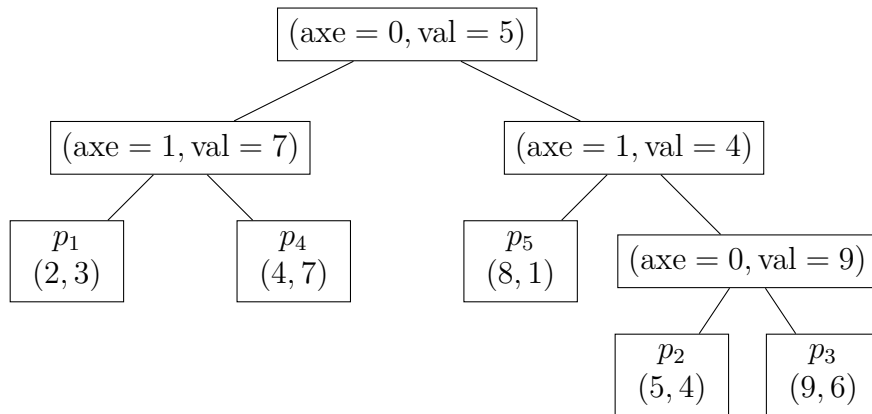 (axe = 0, val = 5)
(axe = 1, val = 7)
(axe = 1, val = 4)
p₁
(2, 3)
p₄
(4, 7)
p₅
(8, 1)
(axe = 0, val = 9)
p₂
(5, 4)
p₃
(9, 6)